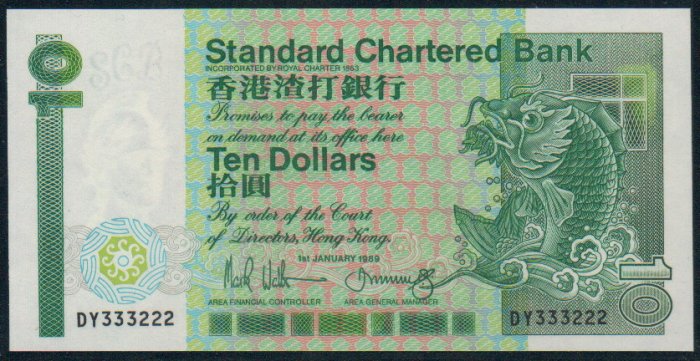 10
Standard Chartered Bank
INCORPORATED BY ROYAL CHARTER 1853
香港渣打銀行
Promises to pay the bearer
on demand at its office here
Ten Dollars
拾圓
By order of the Court
of Directors, Hong Kong.
1st JANUARY 1989
AREA FINANCIAL CONTROLLER
AREA GENERAL MANAGER
DY333222
DY333222
10